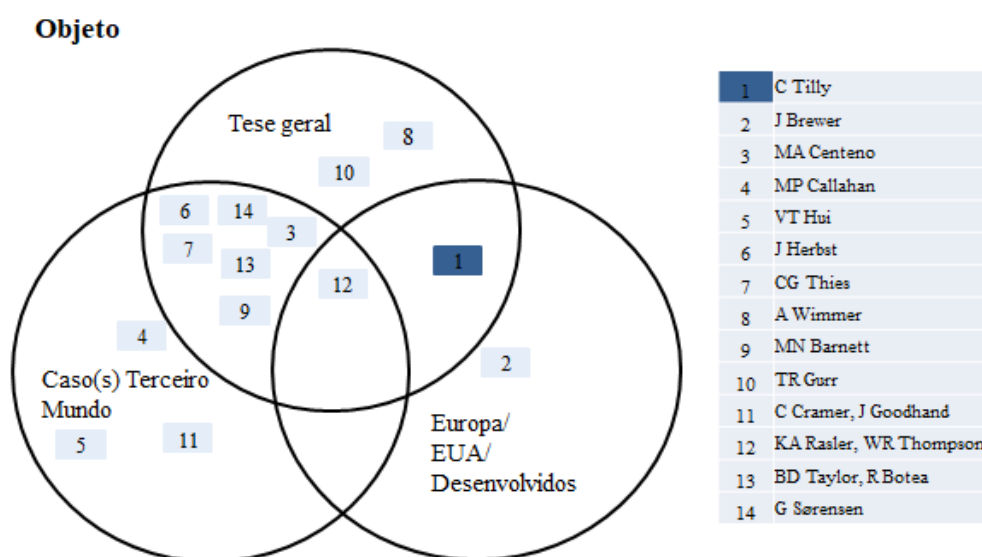 Objeto
Tese geral
8
10
6
14
3
7
13
1
12
9
4
2
Caso(s) Terceiro
Mundo
5
11
Europa/
EUA/
Desenvolvidos
1 C Tilly
2 J Brewer
3 MA Centeno
4 MP Callahan
5 VT Hui
6 J Herbst
7 CG Thies
8 A Wimmer
9 MN Barnett
10 TR Gurr
11 C Cramer, J Goodhand
12 KA Rasler, WR Thompson
13 BD Taylor, R Botea
14 G Sørensen